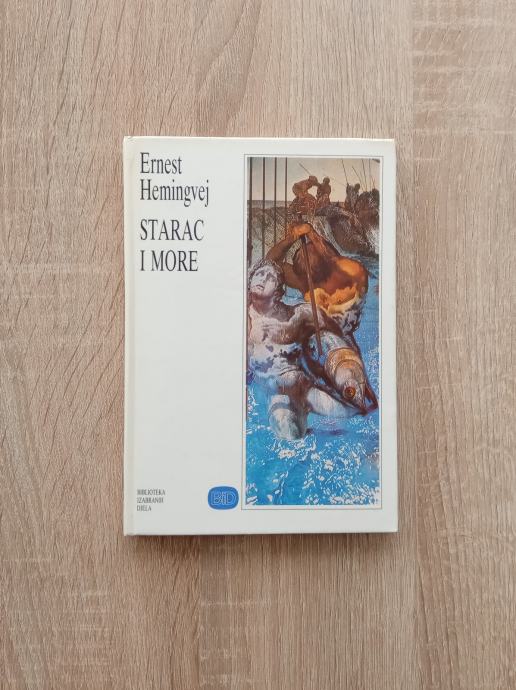 Ernest
Hemingvej
STARAC
I MORE
BIBLIOTEKA
IZABRANIH
DJELA
BID